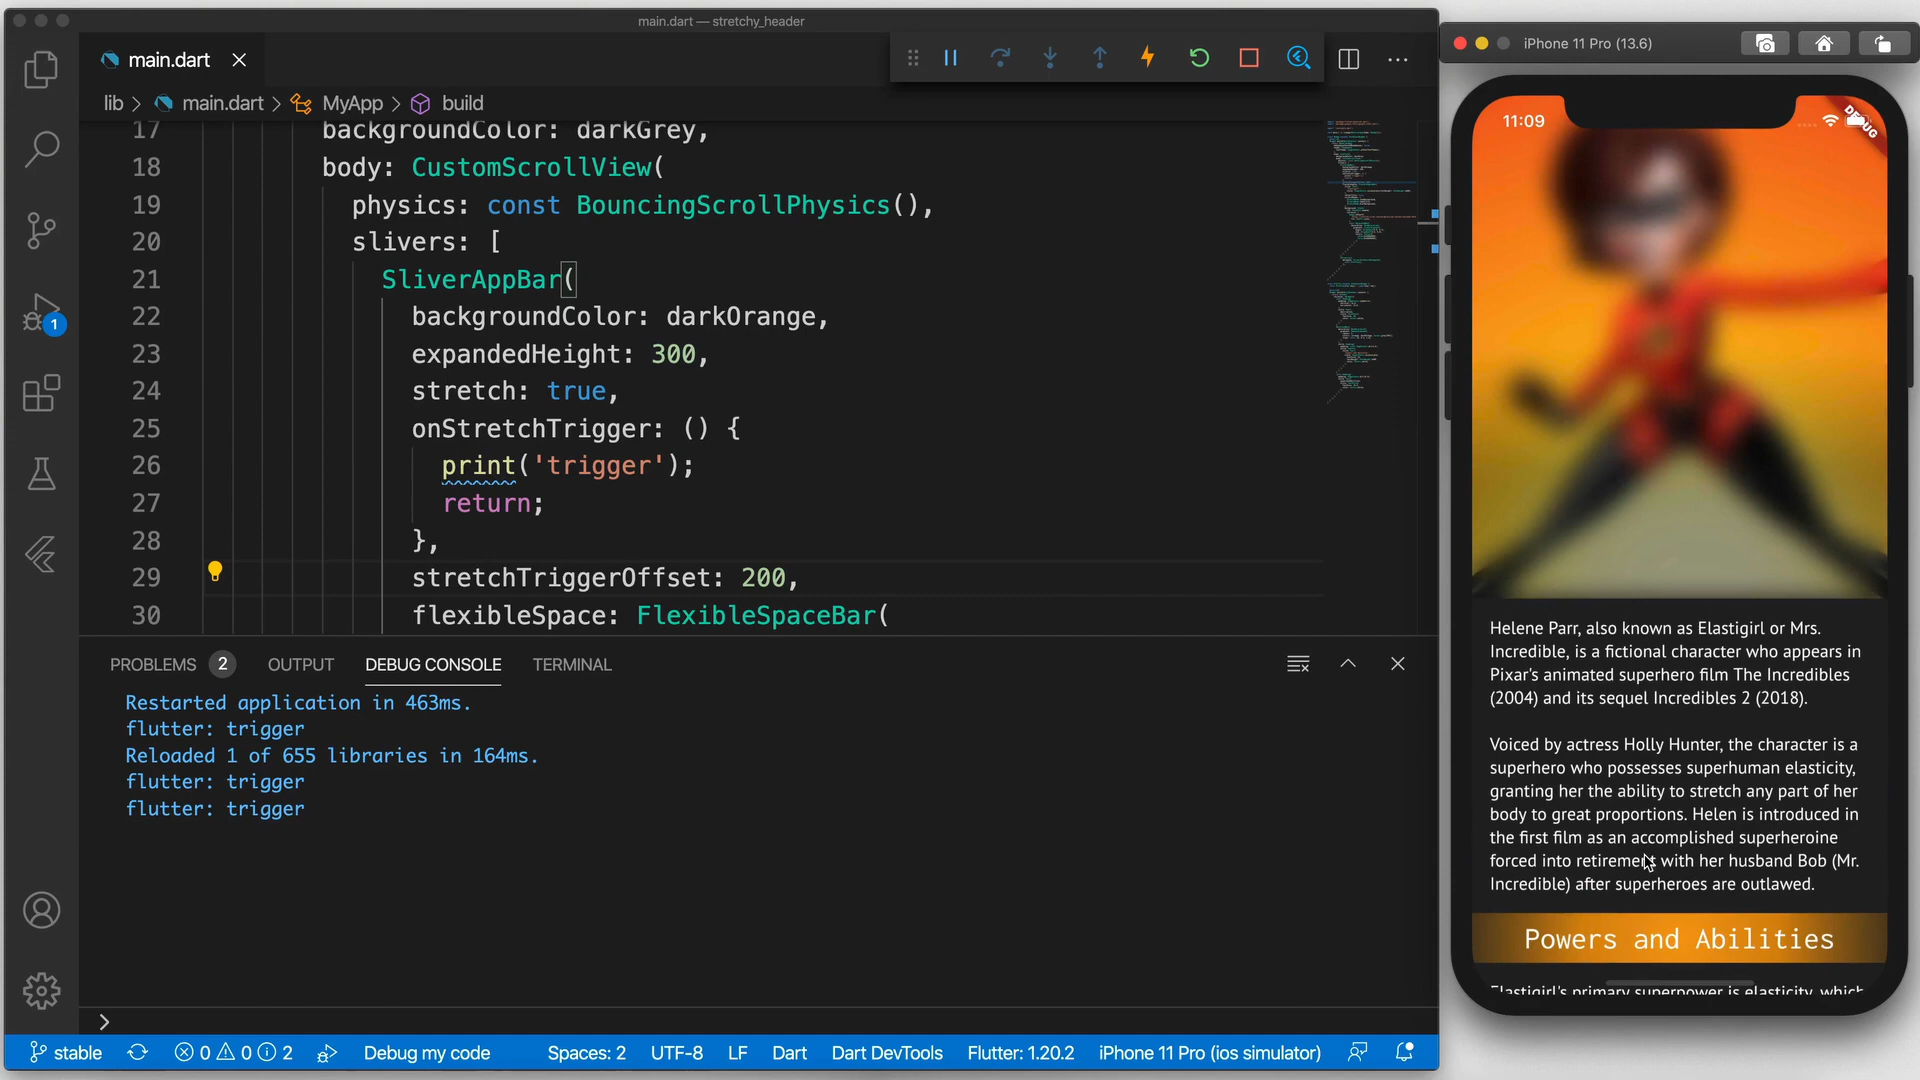 main.dart — stretchy_header
main.dart
lib > main.dart > MyApp > build
17 backgroundColor: darkGrey,
18 body: CustomScrollView(
19 physics: const BouncingScrollPhysics(),
20 slivers: [
21 SliverAppBar(
22 backgroundColor: darkOrange,
23 expandedHeight: 300,
24 stretch: true,
25 onStretchTrigger: () {
26 print('trigger');
27 return;
28 },
29 stretchTriggerOffset: 200,
30 flexibleSpace: FlexibleSpaceBar(
1
PROBLEMS 2 OUTPUT DEBUG CONSOLE TERMINAL
Restarted application in 463ms.
flutter: trigger
Reloaded 1 of 655 libraries in 164ms.
flutter: trigger
flutter: trigger
stable 0 0 2 Debug my code Spaces: 2 UTF-8 LF Dart Dart DevTools Flutter: 1.20.2 iPhone 11 Pro (ios simulator)
iPhone 11 Pro (13.6)
11:09
DEBUG
Helene Parr, also known as Elastigirl or Mrs.
Incredible, is a fictional character who appears in
Pixar's animated superhero film The Incredibles
(2004) and its sequel Incredibles 2 (2018).
Voiced by actress Holly Hunter, the character is a
superhero who possesses superhuman elasticity,
granting her the ability to stretch any part of her
body to great proportions. Helen is introduced in
the first film as an accomplished superheroine
forced into retirement with her husband Bob (Mr.
Incredible) after superheroes are outlawed.
Powers and Abilities
Elastigirl's primary superpower is elasticity, which